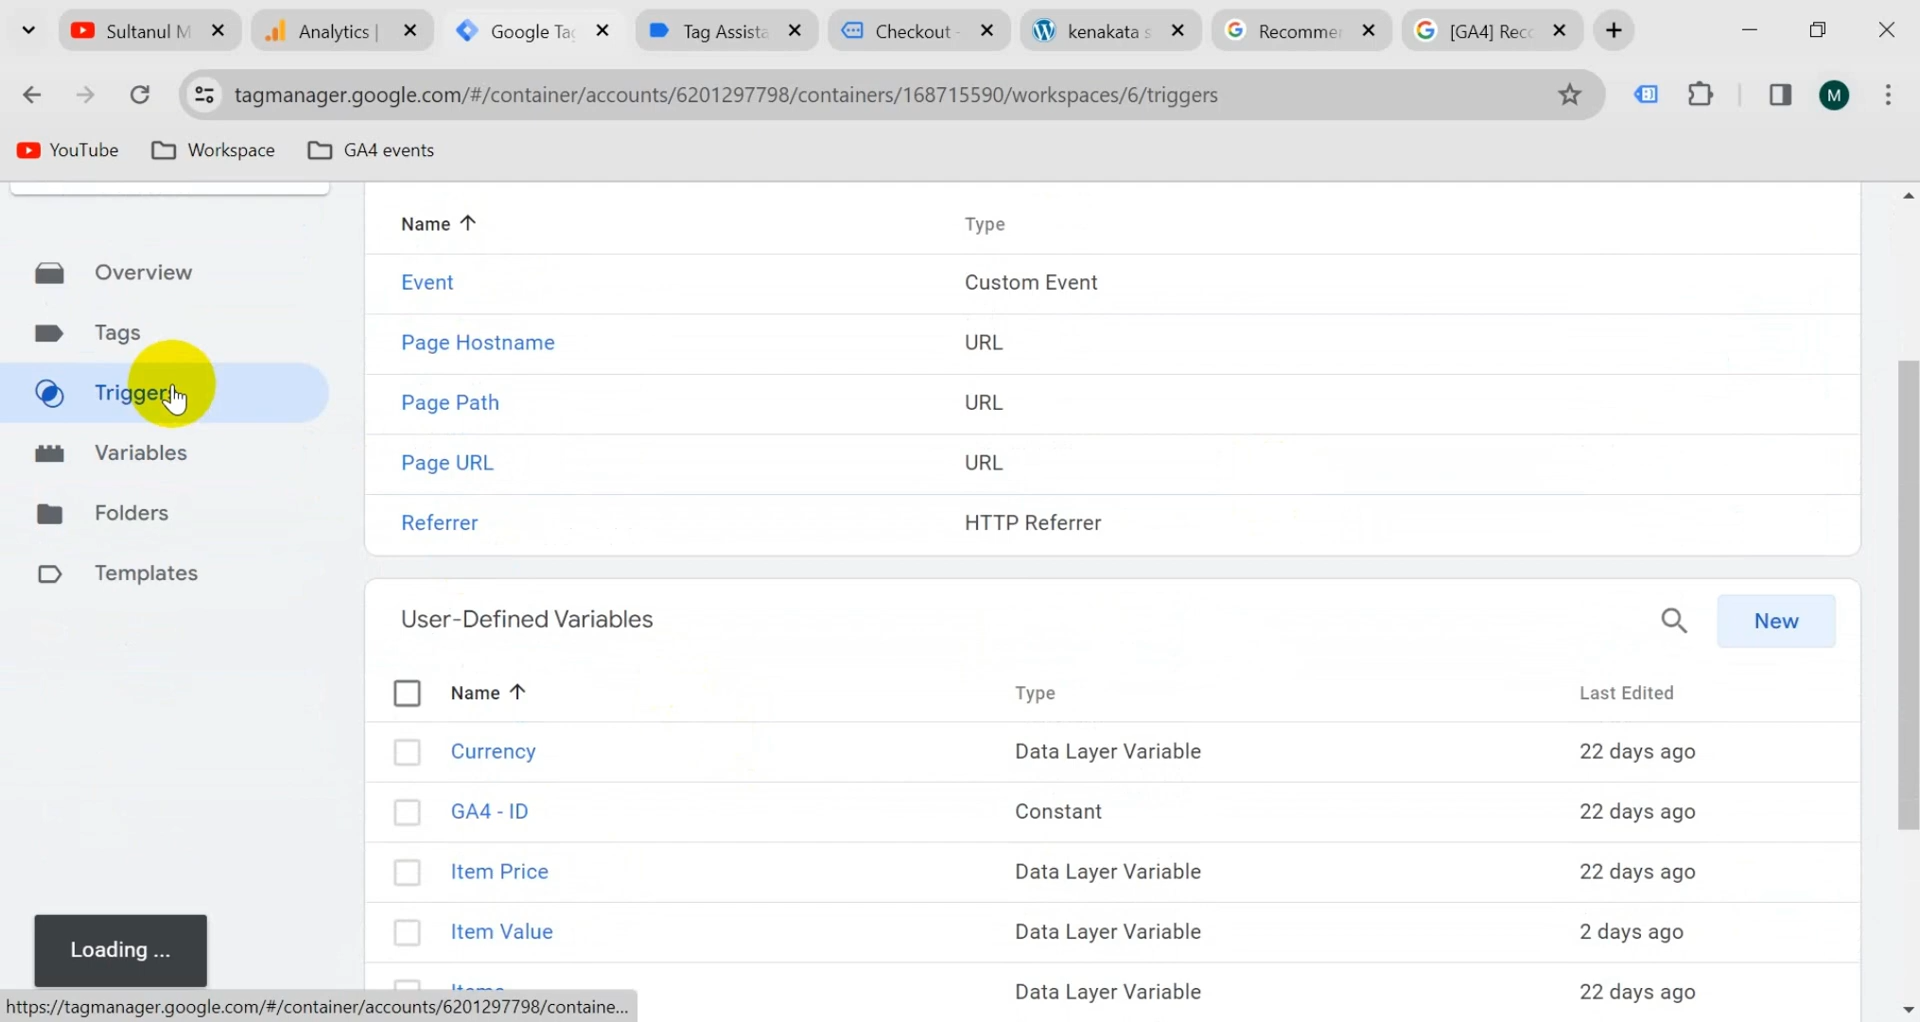 Sultanul M
Analytics |
Google Tag
Tag Assista
Checkout -
kenakata s
Recommen
[GA4] Reco
tagmanager.google.com/#/container/accounts/6201297798/containers/168715590/workspaces/6/triggers
M
YouTube
Workspace
GA4 events
Overview
Tags
Triggers
Variables
Folders
Templates
Name Type
Event Custom Event
Page Hostname URL
Page Path URL
Page URL URL
Referrer HTTP Referrer
User-Defined Variables New
Name Type Last Edited
Currency Data Layer Variable 22 days ago
GA4 - ID Constant 22 days ago
Item Price Data Layer Variable 22 days ago
Item Value Data Layer Variable 2 days ago
Items Data Layer Variable 22 days ago
Loading ...
https://tagmanager.google.com/#/container/accounts/6201297798/containe...